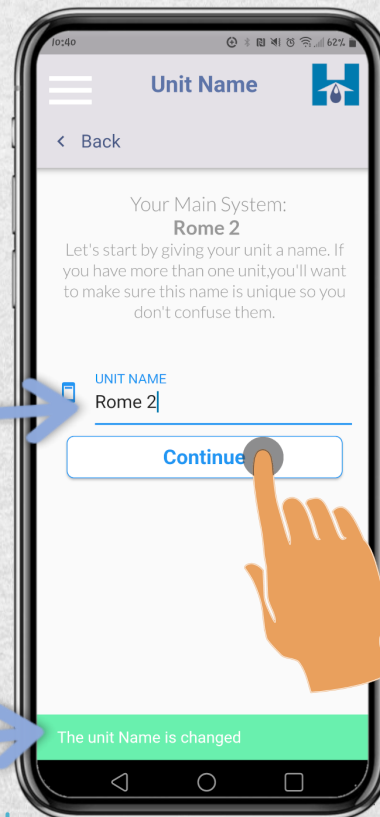 10:40
62%
Unit Name
< Back
Your Main System:
Rome 2
Let's start by giving your unit a name. If
you have more than one unit,you'll want
to make sure this name is unique so you
don't confuse them.
UNIT NAME
Rome 2
Continue
The unit Name is changed